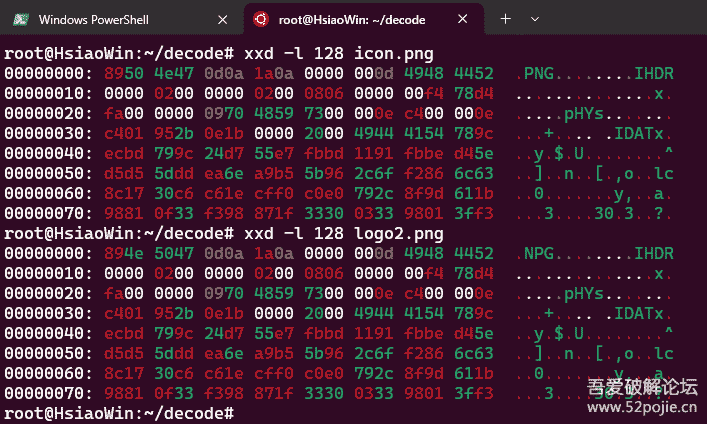 Windows PowerShell
root@HsiaoWin: ~/decode
root@HsiaoWin:~/decode# xxd -l 128 icon.png
00000000: 8950 4e47 0d0a 1a0a 0000 000d 4948 4452 .PNG........IHDR
00000010: 0000 0200 0000 0200 0806 0000 00f4 78d4 ..............x.
00000020: fa00 0000 0970 4859 7300 000e c400 000e .....pHYs.......
00000030: c401 952b 0e1b 0000 2000 4944 4154 789c ...+.... .IDATx.
00000040: ecbd 799c 24d7 55e7 fbbd 1191 fbbe d45e ..y.$.U........^
00000050: d5d5 5ddd ea6e a9b5 5b96 2c6f f286 6c63 ..]..n..[.,o..lc
00000060: 8c17 30c6 c61e cff0 c0e0 792c 8f9d 611b ..0.......y,..a.
00000070: 9881 0f33 f398 871f 3330 0333 9801 3ff3 ...3....30.3..?.
root@HsiaoWin:~/decode# xxd -l 128 logo2.png
00000000: 894e 5047 0d0a 1a0a 0000 000d 4948 4452 .NPG........IHDR
00000010: 0000 0200 0000 0200 0806 0000 00f4 78d4 ..............x.
00000020: fa00 0000 0970 4859 7300 000e c400 000e .....pHYs.......
00000030: c401 952b 0e1b 0000 2000 4944 4154 789c ...+.... .IDATx.
00000040: ecbd 799c 24d7 55e7 fbbd 1191 fbbe d45e ..y.$.U........^
00000050: d5d5 5ddd ea6e a9b5 5b96 2c6f f286 6c63 ..]..n..[.,o..lc
00000060: 8c17 30c6 c61e cff0 c0e0 792c 8f9d 611b ..0.......y,..a.
00000070: 9881 0f33 f398 871f 3330 0333 9801 3ff3 ...3....30.3..?.
root@HsiaoWin:~/decode#
吾爱破解论坛
www.52pojie.cn